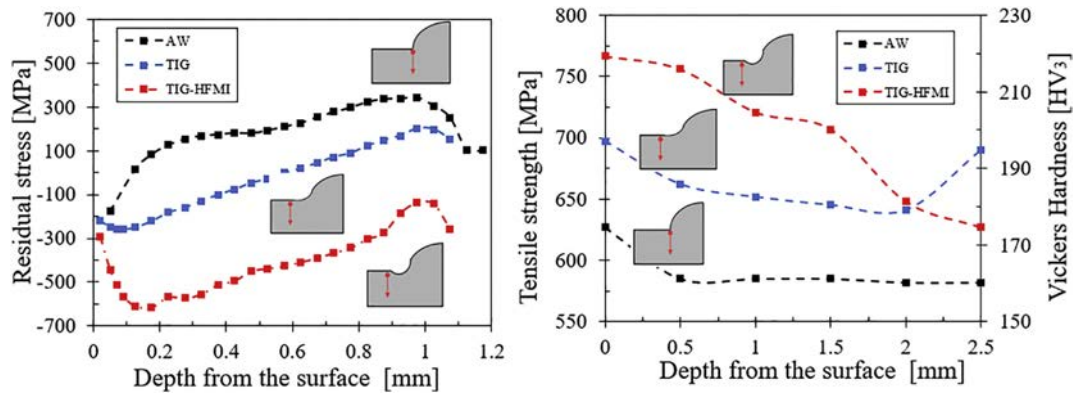 700
500
300
100
-100
-300
-500
-700
Residual stress [MPa]
AW
TIG
TIG-HFMI
0
0.2
0.4
0.6
0.8
1
1.2
Depth from the surface [mm]
800
750
700
650
600
550
Tensile strength [MPa]
AW
TIG
TIG-HFMI
230
210
190
170
150
Vickers Hardness [HV3]
0
0.5
1
1.5
2
2.5
Depth from the surface [mm]